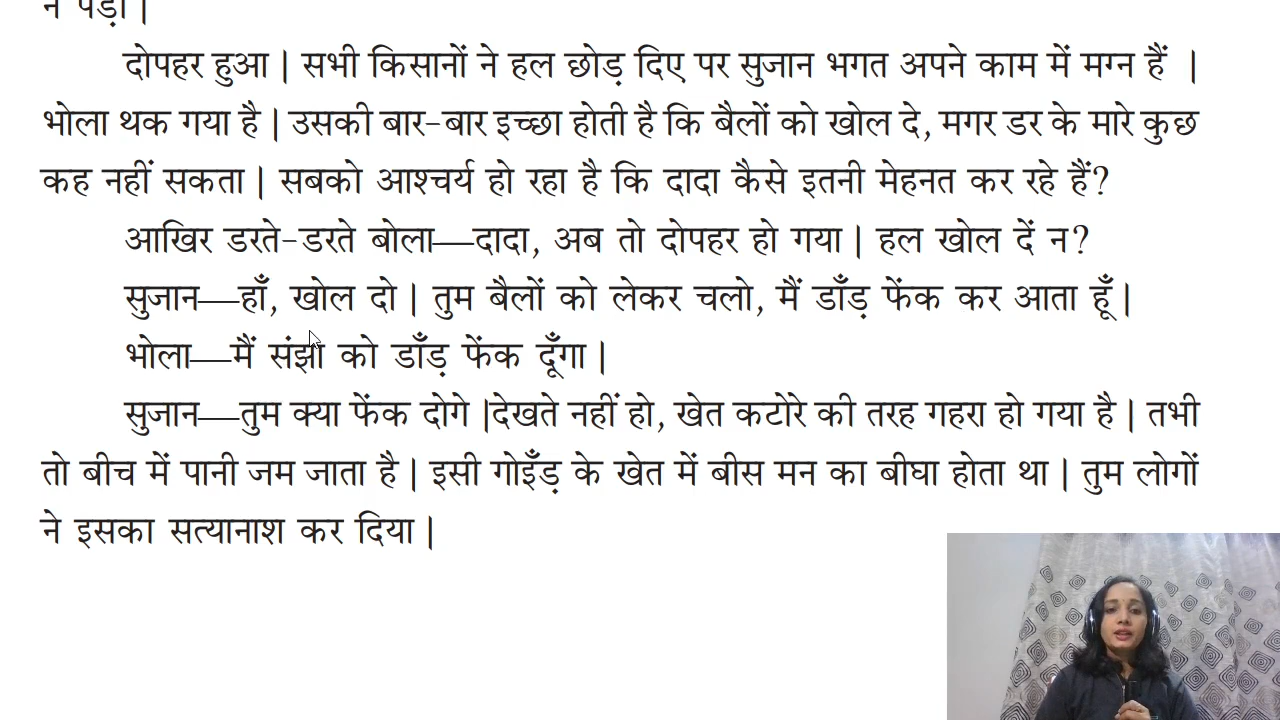 न पड़ा |
दोपहर हुआ | सभी किसानों ने हल छोड़ दिए पर सुजान भगत अपने काम में मग्न हैं |
भोला थक गया है | उसकी बार-बार इच्छा होती है कि बैलों को खोल दे, मगर डर के मारे कुछ
कह नहीं सकता | सबको आश्चर्य हो रहा है कि दादा कैसे इतनी मेहनत कर रहे हैं?
आखिर डरते-डरते बोला—दादा, अब तो दोपहर हो गया | हल खोल दें न?
सुजान—हाँ, खोल दो | तुम बैलों को लेकर चलो, मैं डाँड़ फेंक कर आता हूँ |
भोला—मैं संझा को डाँड़ फेंक दूँगा |
सुजान—तुम क्या फेंक दोगे |देखते नहीं हो, खेत कटोरे की तरह गहरा हो गया है | तभी
तो बीच में पानी जम जाता है | इसी गोइँड़ के खेत में बीस मन का बीघा होता था | तुम लोगों
ने इसका सत्यानाश कर दिया |